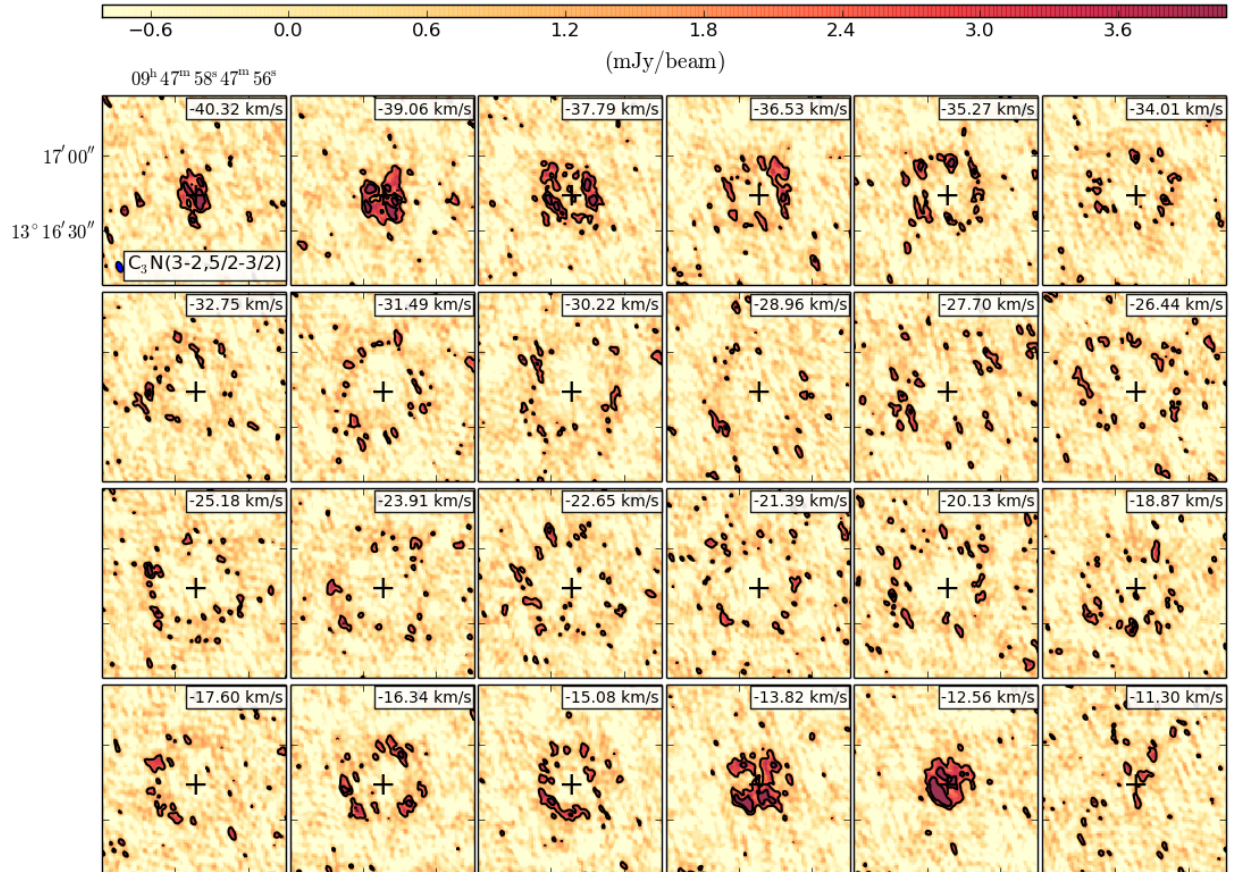 −0.6 0.0 0.6 1.2 1.8 2.4 3.0 3.6
(mJy/beam)
09ʰ 47ᵐ 58ˢ 47ᵐ 56ˢ
-40.32 km/s -39.06 km/s -37.79 km/s -36.53 km/s -35.27 km/s -34.01 km/s
17′ 00″
13° 16′ 30″
C₃N(3-2,5/2-3/2)
-32.75 km/s -31.49 km/s -30.22 km/s -28.96 km/s -27.70 km/s -26.44 km/s
-25.18 km/s -23.91 km/s -22.65 km/s -21.39 km/s -20.13 km/s -18.87 km/s
-17.60 km/s -16.34 km/s -15.08 km/s -13.82 km/s -12.56 km/s -11.30 km/s